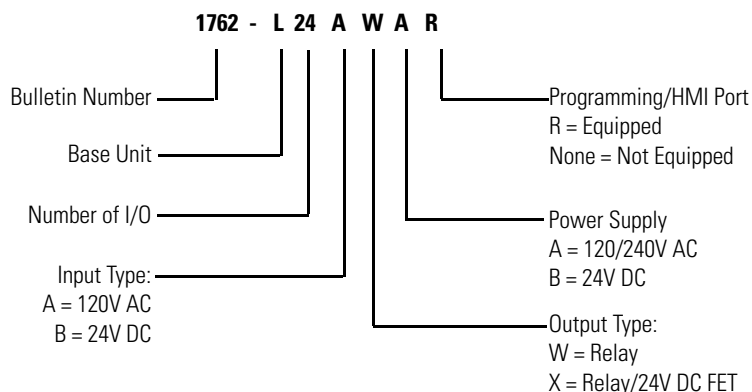 1762 - L 24 A W A R
Bulletin Number
Base Unit
Number of I/O
Input Type:
A = 120V AC
B = 24V DC
Programming/HMI Port
R = Equipped
None = Not Equipped
Power Supply
A = 120/240V AC
B = 24V DC
Output Type:
W = Relay
X = Relay/24V DC FET